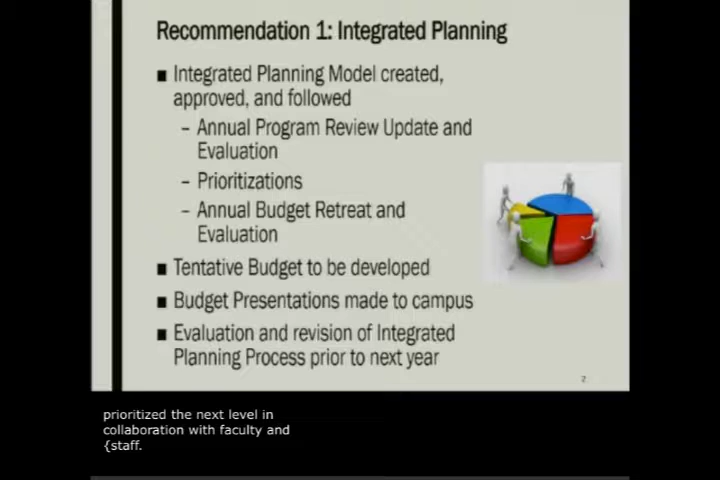 Recommendation 1: Integrated Planning
■ Integrated Planning Model created,
approved, and followed
– Annual Program Review Update and
Evaluation
– Prioritizations
– Annual Budget Retreat and
Evaluation
■ Tentative Budget to be developed
■ Budget Presentations made to campus
■ Evaluation and revision of Integrated
Planning Process prior to next year
2
prioritized the next level in
collaboration with faculty and
{staff.